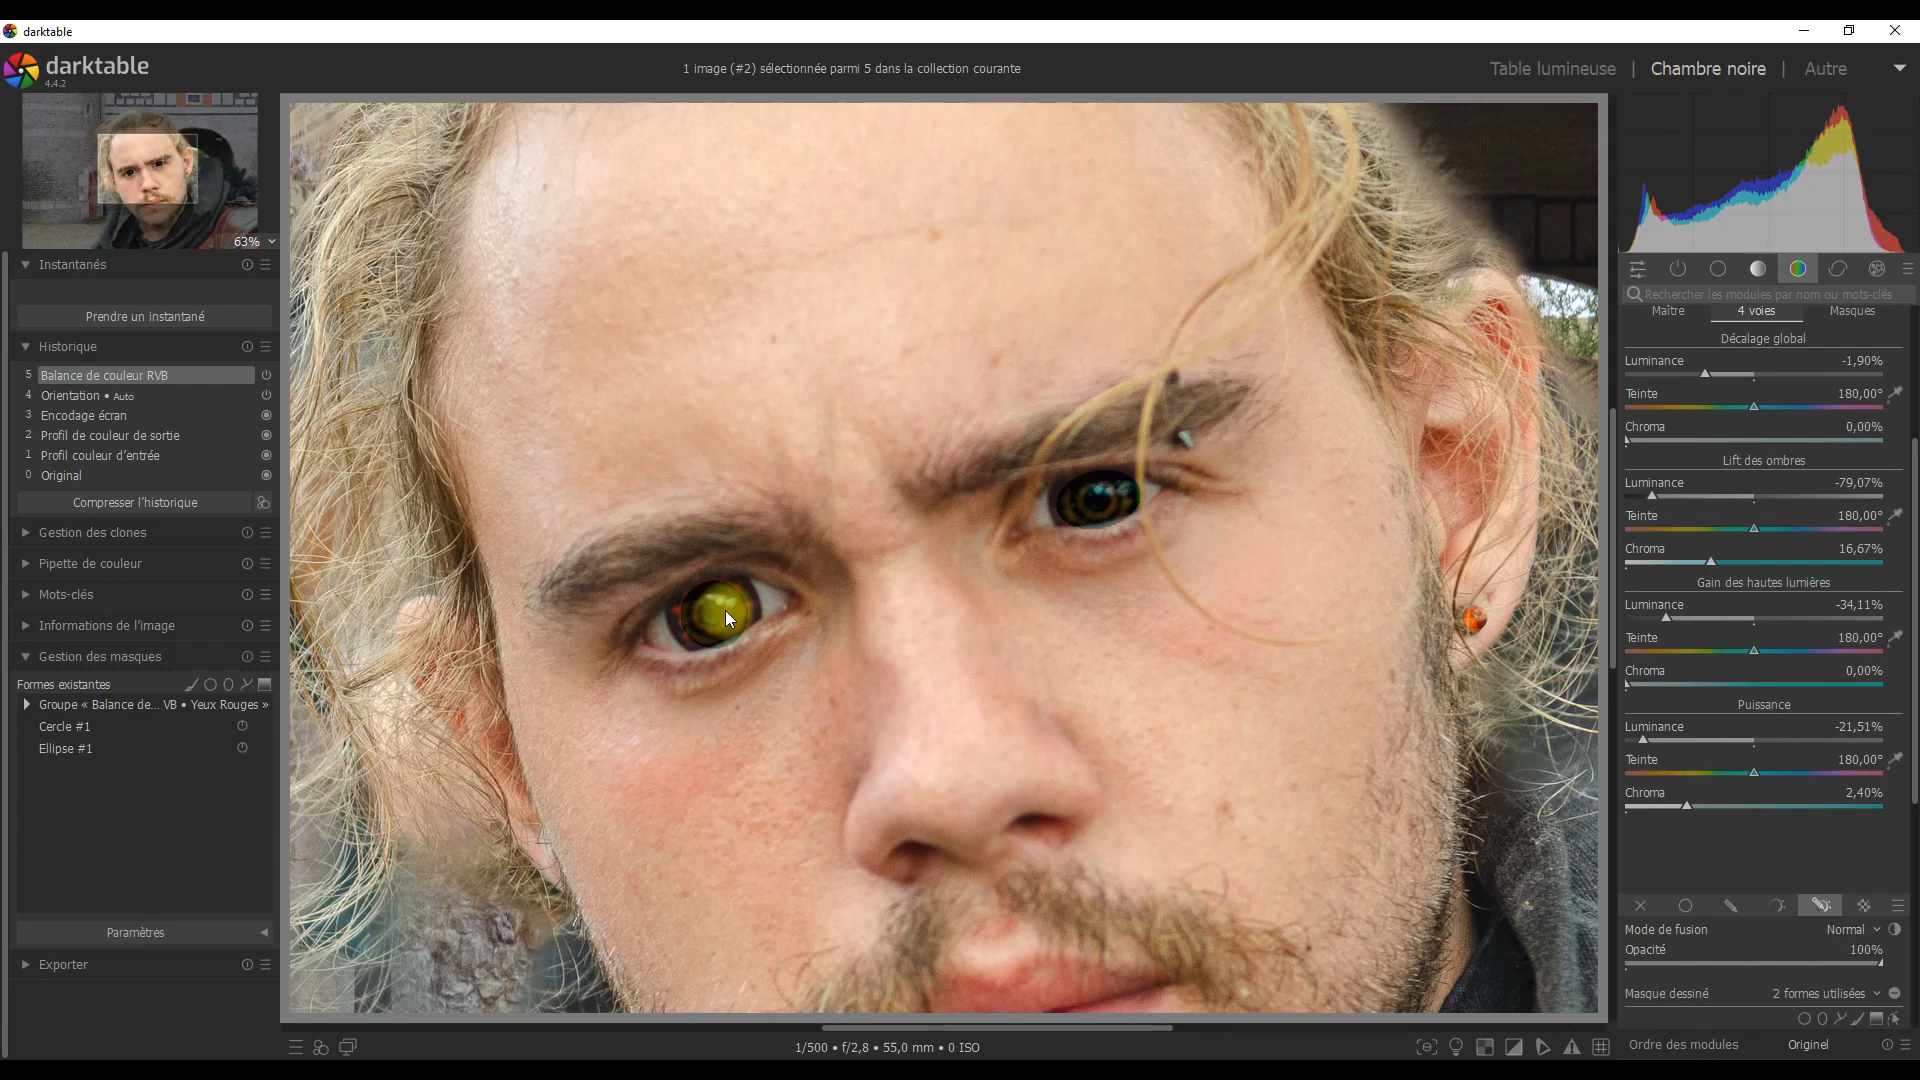 darktable
darktable
4.4.2
1 image (#2) sélectionnée parmi 5 dans la collection courante
Table lumineuse | Chambre noire | Autre
63%
Instantanés
Prendre un instantané
Historique
5 Balance de couleur RVB
4 Orientation • Auto
3 Encodage écran
2 Profil de couleur de sortie
1 Profil couleur d'entrée
0 Original
Compresser l'historique
Gestion des clones
Pipette de couleur
Mots-clés
Informations de l'image
Gestion des masques
Formes existantes
Groupe « Balance de... VB • Yeux Rouges »
Cercle #1
Ellipse #1
Paramètres
Exporter
1/500 • f/2,8 • 55,0 mm • 0 ISO
Rechercher les modules par nom ou mots-clés
Maître 4 voies Masques
Décalage global
Luminance -1,90%
Teinte 180,00°
Chroma 0,00%
Lift des ombres
Luminance -79,07%
Teinte 180,00°
Chroma 16,67%
Gain des hautes lumières
Luminance -34,11%
Teinte 180,00°
Chroma 0,00%
Puissance
Luminance -21,51%
Teinte 180,00°
Chroma 2,40%
Mode de fusion Normal
Opacité 100%
Masque dessiné 2 formes utilisées
Ordre des modules Originel